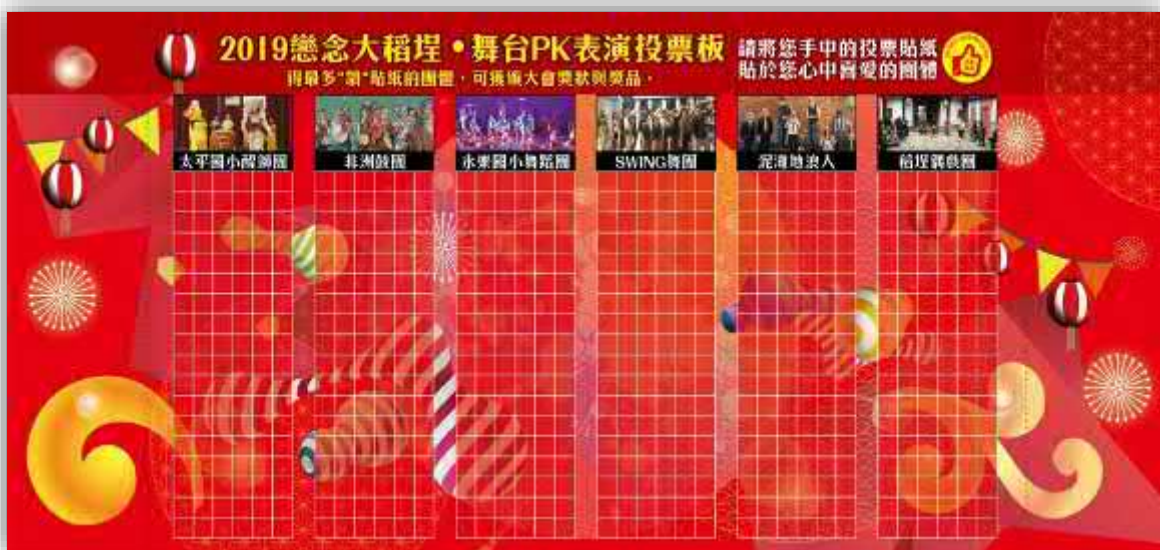 2019戀念大稻埕•舞台PK表演投票板
得最多"讚"貼紙的團體，可獲頒大會獎狀與獎品。
請將您手中的投票貼紙
貼於您心中喜愛的團體
太平國小醒獅團
非洲鼓團
永樂國小舞蹈團
SWING舞團
泥灘地浪人
稻埕偶戲團